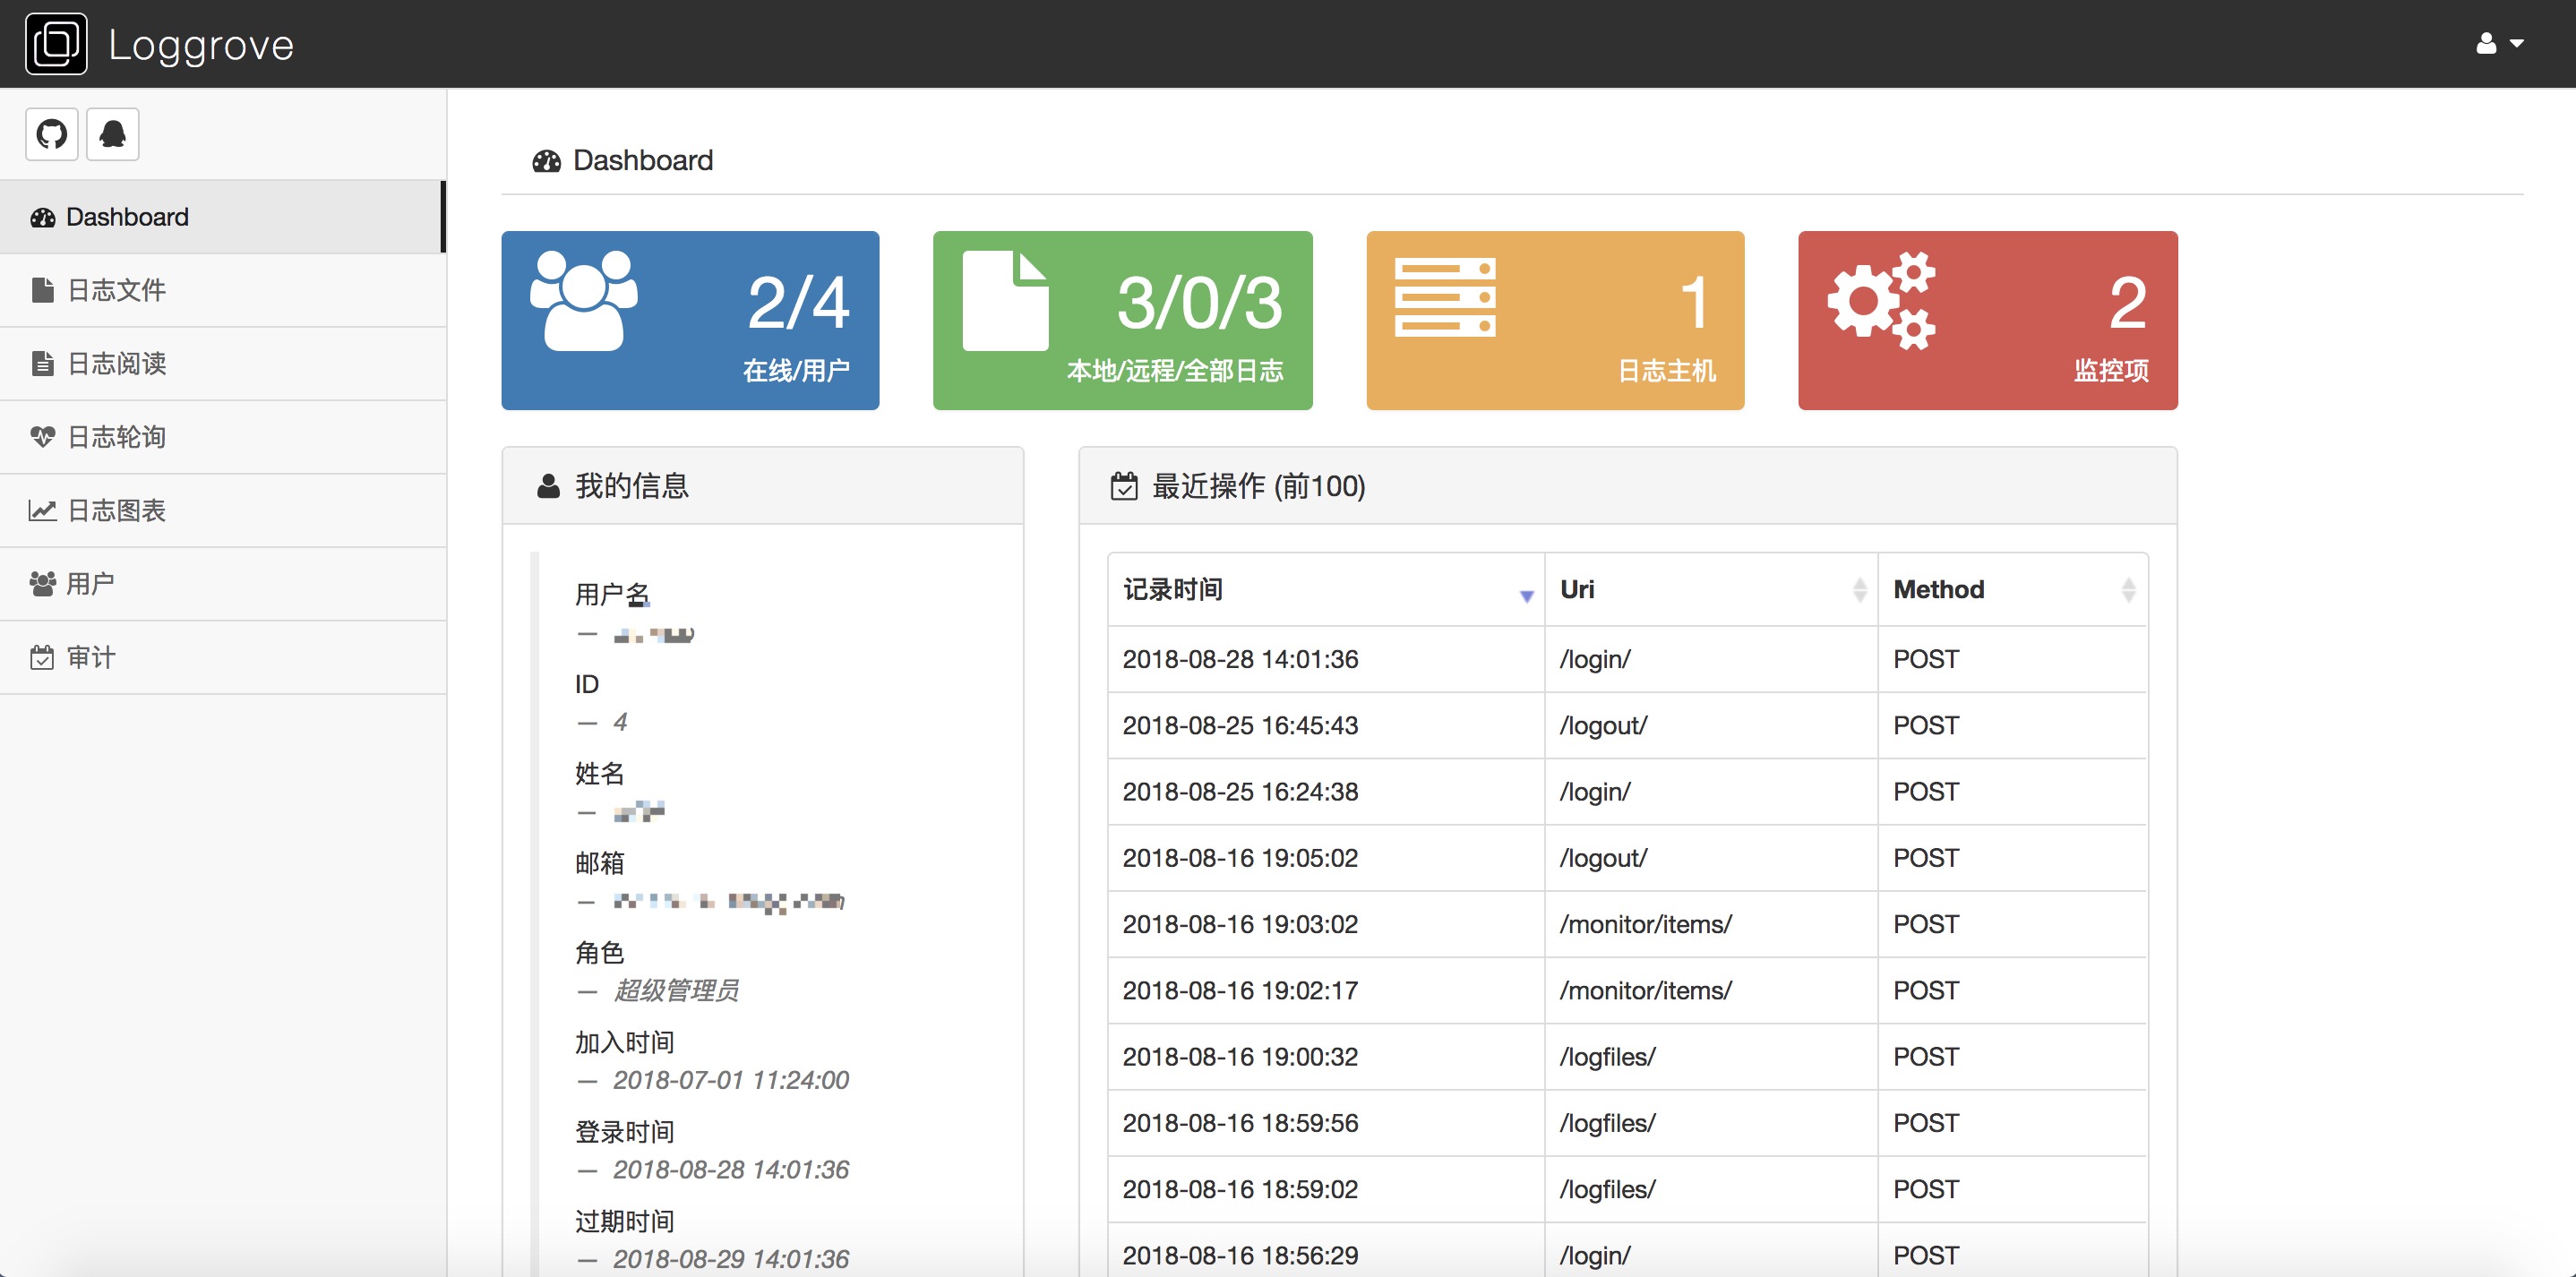 Loggrove
Dashboard
日志文件
日志阅读
日志轮询
日志图表
用户
审计
Dashboard
2/4
在线/用户
3/0/3
本地/远程/全部日志
1
日志主机
2
监控项
我的信息
用户名
—
ID
— 4
姓名
—
邮箱
—
角色
— 超级管理员
加入时间
— 2018-07-01 11:24:00
登录时间
— 2018-08-28 14:01:36
过期时间
— 2018-08-29 14:01:36
最近操作 (前100)
记录时间 Uri Method
2018-08-28 14:01:36 /login/ POST
2018-08-25 16:45:43 /logout/ POST
2018-08-25 16:24:38 /login/ POST
2018-08-16 19:05:02 /logout/ POST
2018-08-16 19:03:02 /monitor/items/ POST
2018-08-16 19:02:17 /monitor/items/ POST
2018-08-16 19:00:32 /logfiles/ POST
2018-08-16 18:59:56 /logfiles/ POST
2018-08-16 18:59:02 /logfiles/ POST
2018-08-16 18:56:29 /login/ POST